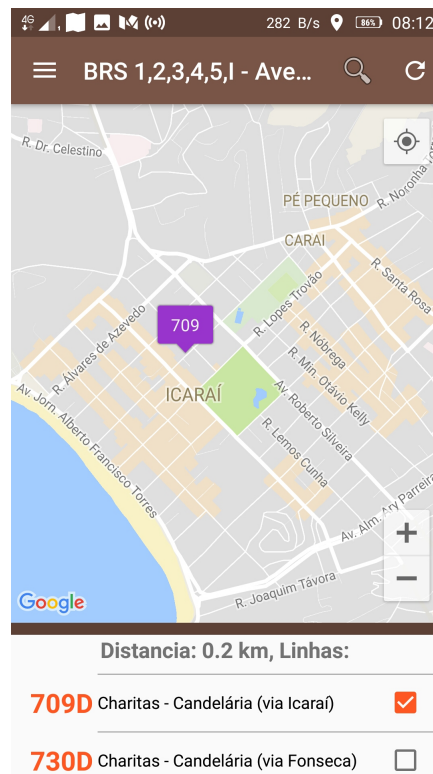 4G 282 B/s 86% 08:12
BRS 1,2,3,4,5,I - Ave...
R. Dr. Celestino
R. Noronha Tor
PÉ PEQUENO
CARAI
R. Santa Rosa
R. Lopes Trovão
709
R. Nóbrega
R. Álvares de Azevedo
R. Min. Otávio Kelly
ICARAÍ
Av. Jorn. Alberto Francisco Torres
Av. Roberto Silveira
R. Lemos Cunha
Av. Alm. Ary Parreira
R. Joaquim Távora
Google
Distancia: 0.2 km, Linhas:
709D Charitas - Candelária (via Icaraí)
730D Charitas - Candelária (via Fonseca)